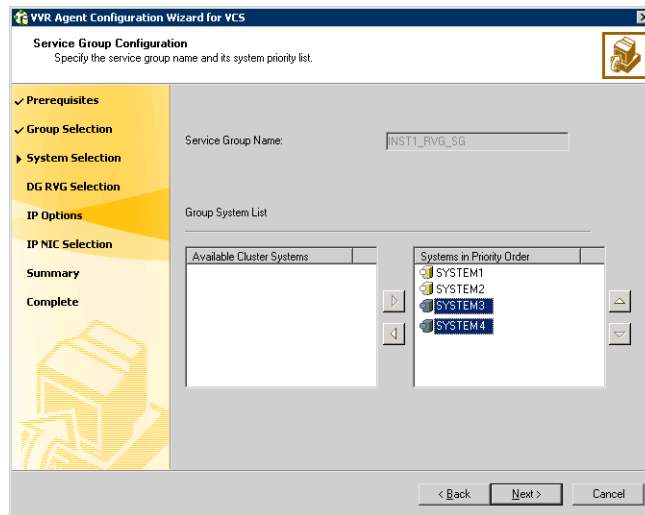 VVR Agent Configuration Wizard for VCS
Service Group Configuration
Specify the service group name and its system priority list.
Prerequisites
Group Selection
System Selection
DG RVG Selection
IP Options
IP NIC Selection
Summary
Complete
Service Group Name:
INST1_RVG_SG
Group System List
Available Cluster Systems
Systems in Priority Order
SYSTEM1
SYSTEM2
SYSTEM3
SYSTEM4
< Back
Next >
Cancel